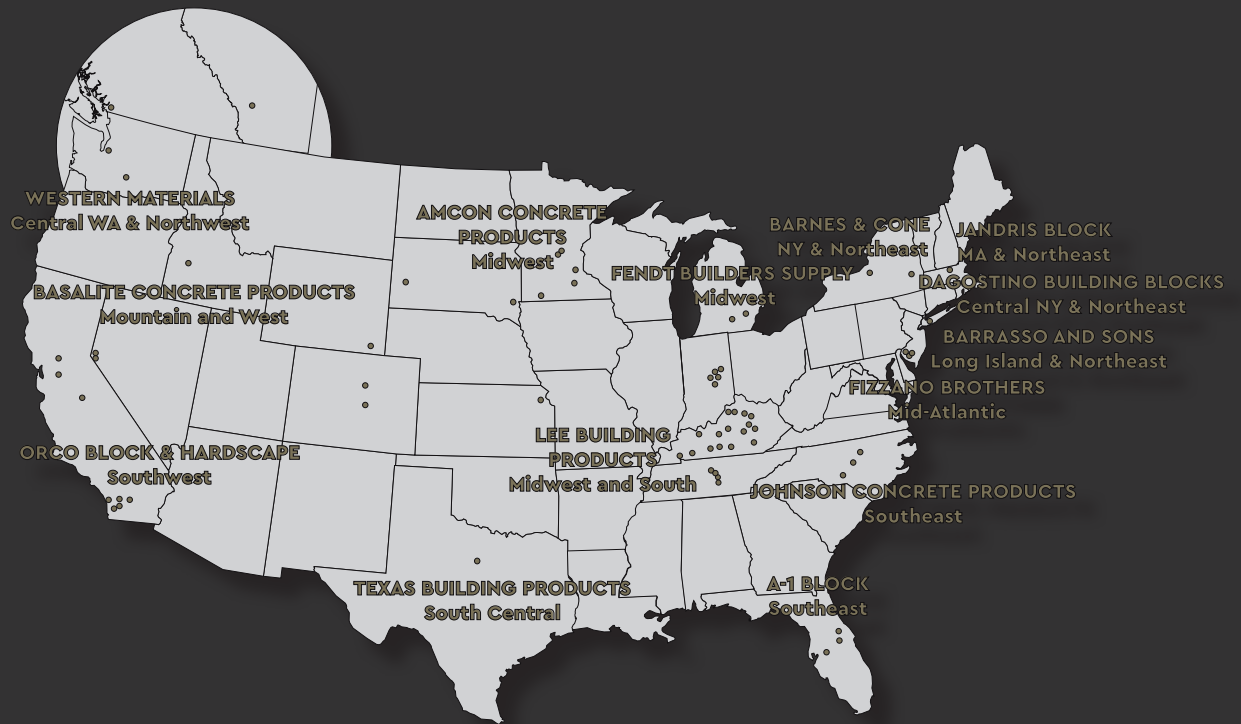 WESTERN MATERIALS
Central WA & Northwest
AMCON CONCRETE
PRODUCTS
Midwest
BARNES & CONE
NY & Northeast
JANDRIS BLOCK
MA & Northeast
FENDT BUILDERS SUPPLY
Midwest
DAGOSTINO BUILDING BLOCKS
Central NY & Northeast
BASALITE CONCRETE PRODUCTS
Mountain and West
BARRASSO AND SONS
Long Island & Northeast
FIZZANO BROTHERS
Mid-Atlantic
ORCO BLOCK & HARDSCAPE
Southwest
LEE BUILDING
PRODUCTS
Midwest and South
JOHNSON CONCRETE PRODUCTS
Southeast
TEXAS BUILDING PRODUCTS
South Central
A-1 BLOCK
Southeast